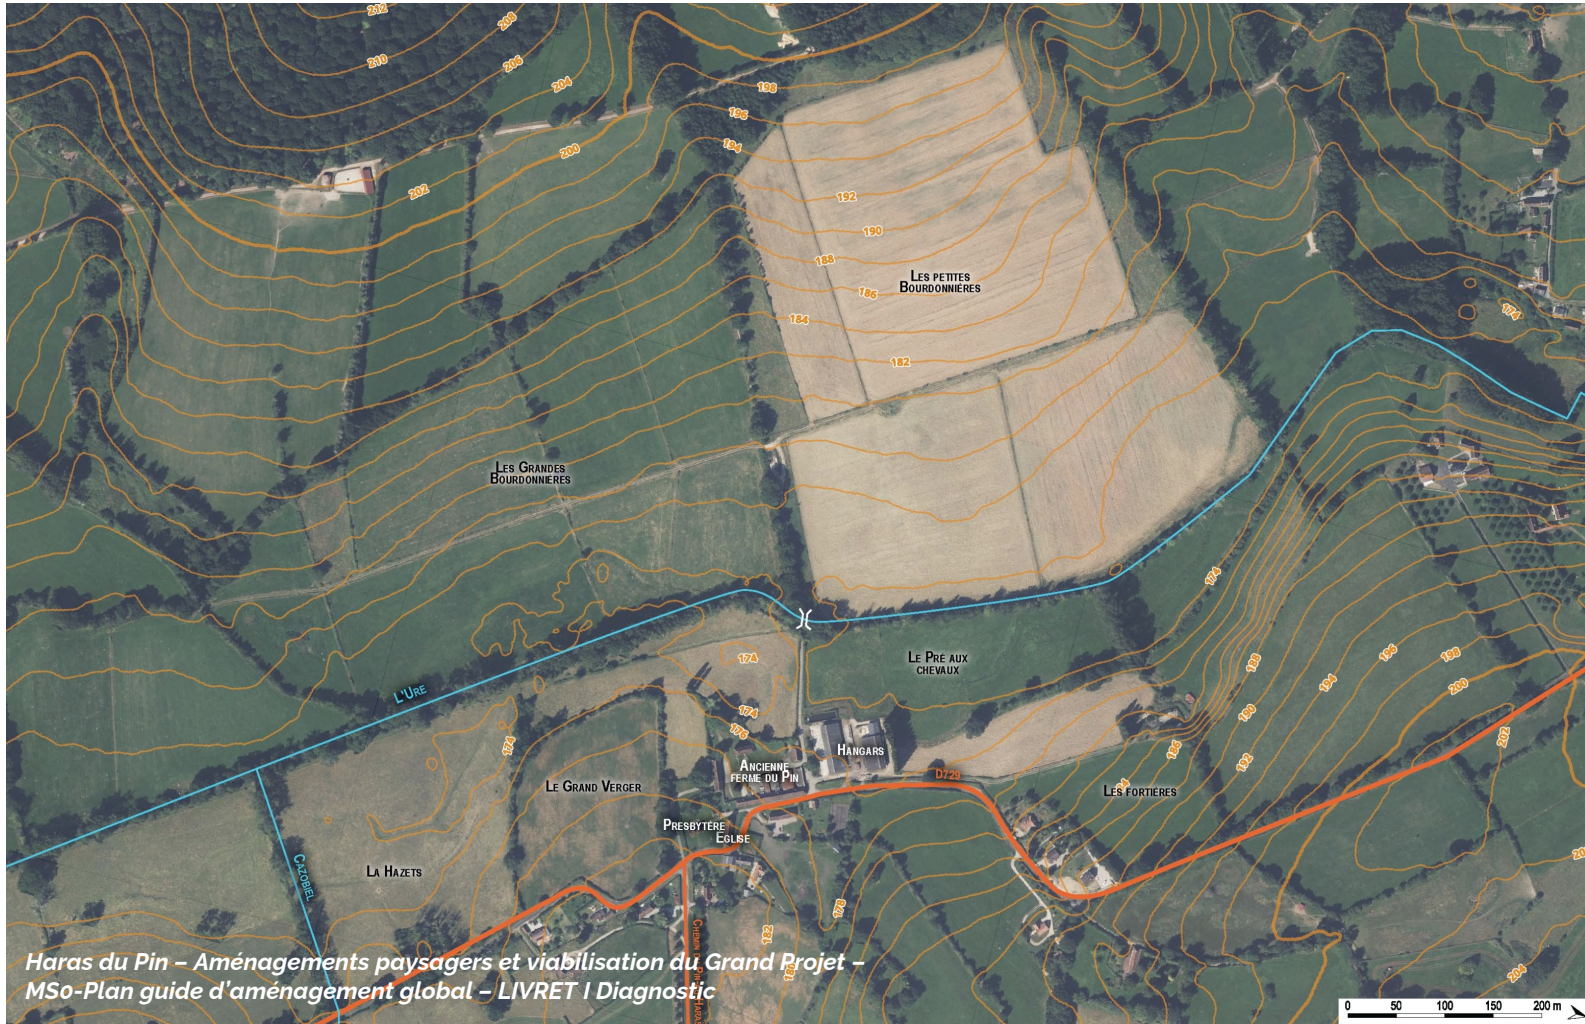 212
208
210
206
204
198
196
194
200
202
192
190
188
186
184
182
174
Les petites
Bourdonnières
Les Grandes
Bourdonnières
174
L'Ure
174
174
176
174
Le Pré aux
chevaux
188
196
198
194
200
190
186
192
202
Hangars
Ancienne
ferme du Pin
D729
Le Grand Verger
Les fortières
Presbytère
Eglise
La Hazets
Cazobiel
178
182
180
204
Haras du Pin – Aménagements paysagers et viabilisation du Grand Projet –
MS0-Plan guide d'aménagement global – LIVRET I Diagnostic
0 50 100 150 200 m